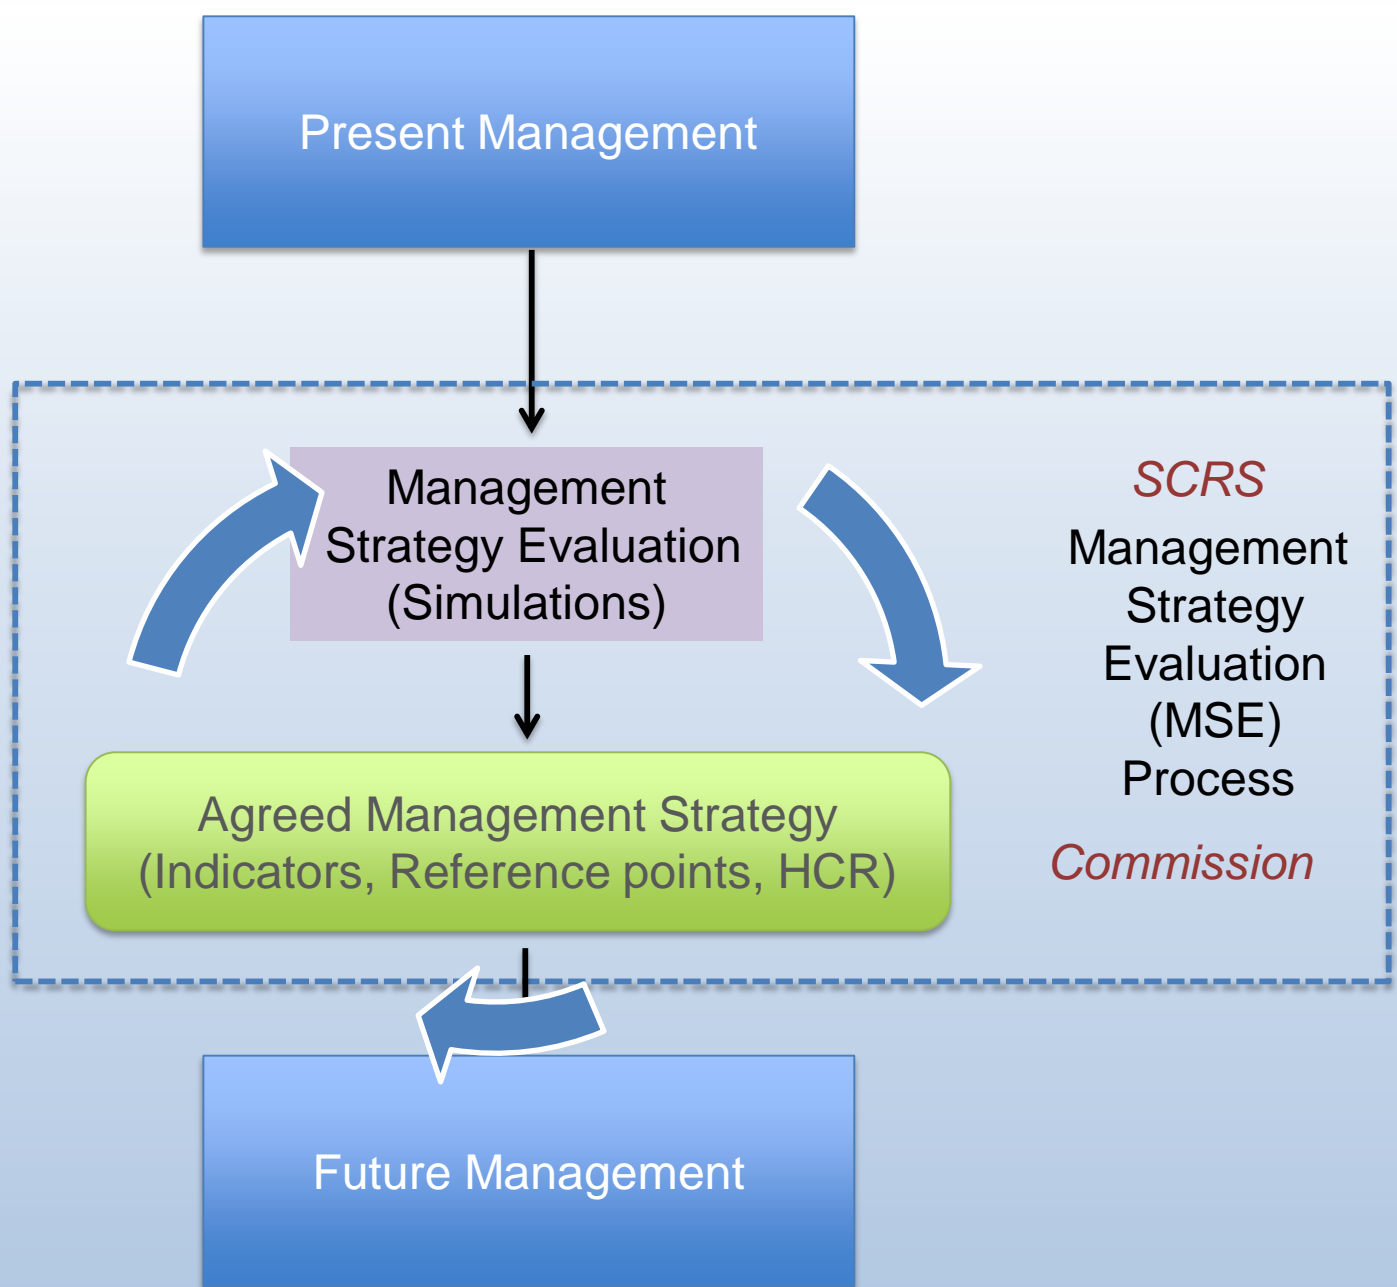 Present Management
Management
Strategy Evaluation
(Simulations)
SCRS
Management
Strategy
Evaluation
(MSE)
Process
Commission
Agreed Management Strategy
(Indicators, Reference points, HCR)
Future Management